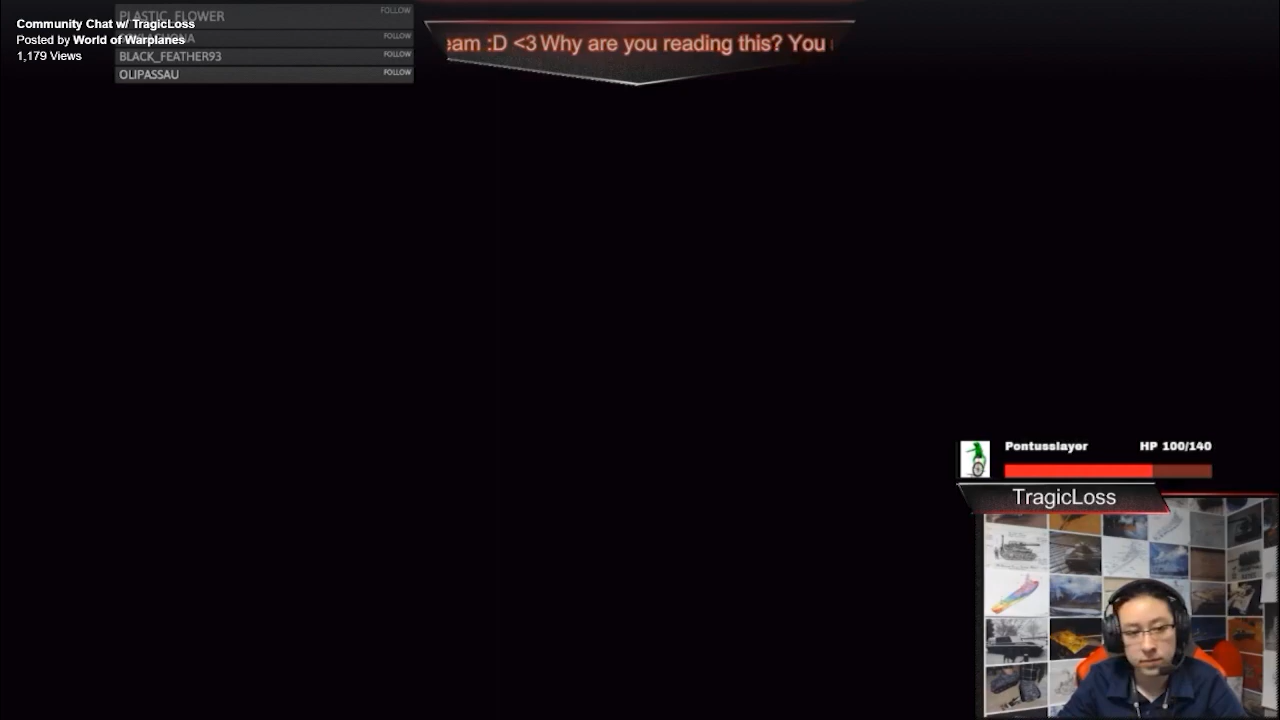 Community Chat w/ TragicLoss
Posted by World of Warplanes
1,179 Views
PLASTIC_FLOWER FOLLOW
FOLLOW
BLACK_FEATHER93 FOLLOW
OLIPASSAU FOLLOW
eam :D <3 Why are you reading this? You
Pontusslayor HP 100/140
TragicLoss